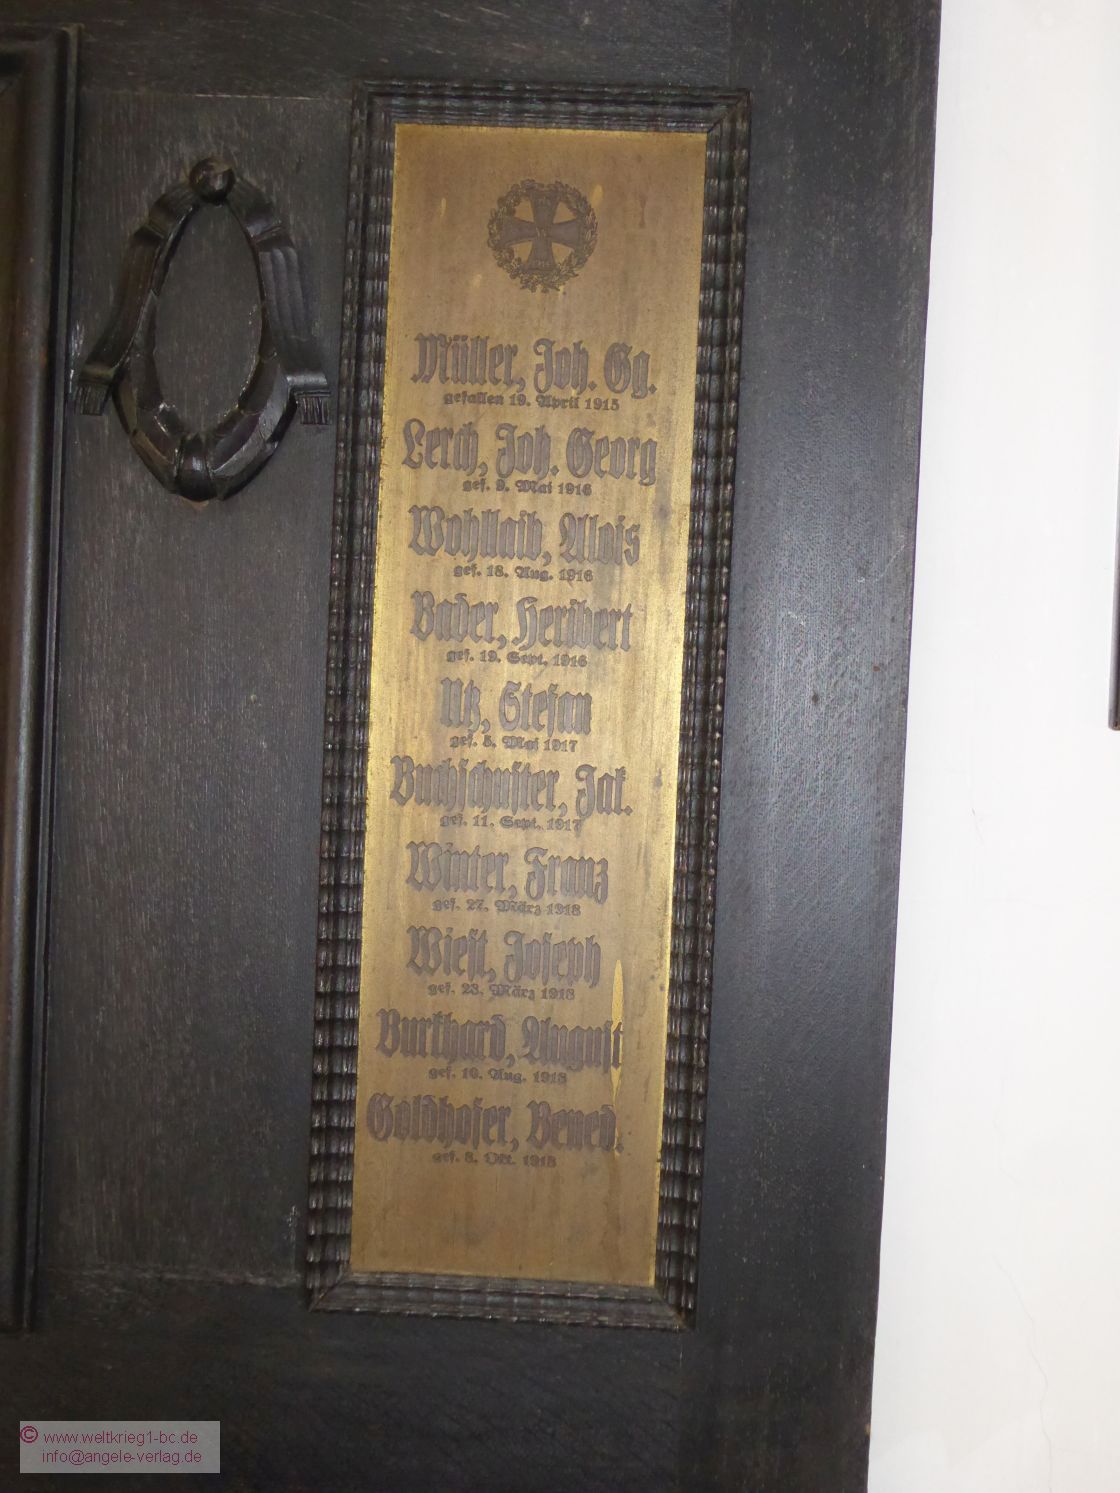 Müller, Joh. Gg.
gefallen 19. April 1915
Lerch, Joh. Georg
gef. 9. Mai 1916
Wohllaib, Alois
gef. 18. Aug. 1916
Bader, Heribert
gef. 19. Sept. 1916
Utz, Stefan
gef. 5. Mai 1917
Buchschuster, Jak.
gef. 11. Sept. 1917
Winter, Franz
gef. 27. März 1918
Wiest, Joseph
gef. 23. März 1918
Burkhard, August
gef. 16. Aug. 1918
Goldhofer, Bened.
gef. 8. Okt. 1918
© www.weltkrieg1-bc.de
info@angele-verlag.de